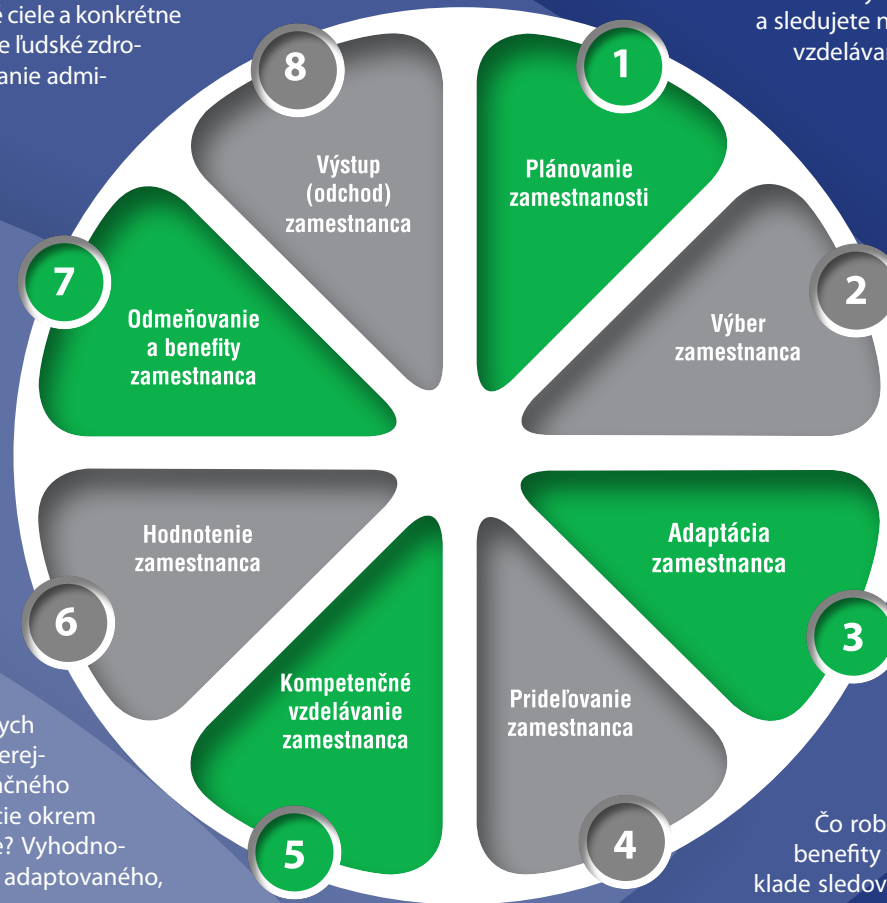 é ciele a konkrétne
e ľudské zdro-
anie admi-
a sledujete n
vzdeláva
8
Výstup
(odchod)
zamestnanca
1
Plánovanie
zamestnanosti
7
Odmeňovanie
a benefity
zamestnanca
2
Výber
zamestnanca
6
Hodnotenie
zamestnanca
3
Adaptácia
zamestnanca
5
Kompetenčné
vzdelávanie
zamestnanca
4
Prideľovanie
zamestnanca
ych
erej-
ačného
cie okrem
e? Vyhodno-
adaptovaného,
Čo rob
benefity
klade sledov